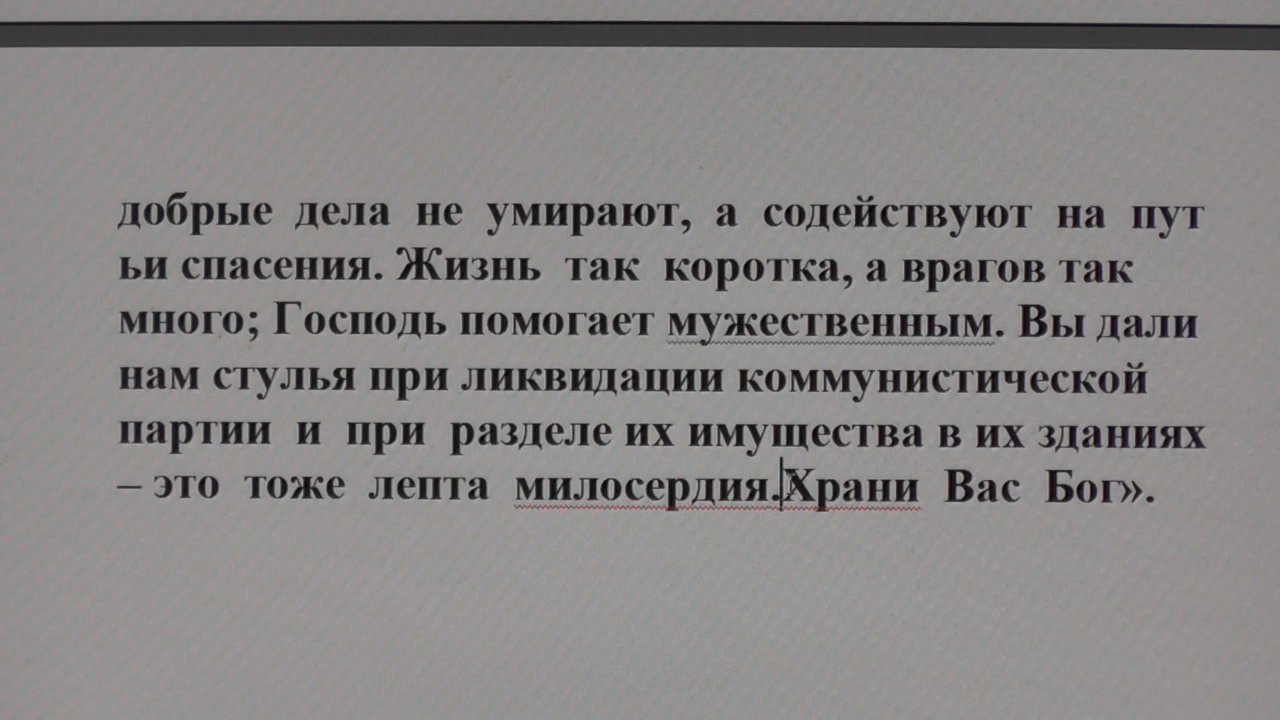 добрые дела не умирают, а содействуют на пут
ьи спасения. Жизнь так коротка, а врагов так
много; Господь помогает мужественным. Вы дали
нам стулья при ликвидации коммунистической
партии и при разделе их имущества в их зданиях
– это тоже лепта милосердия.Храни Вас Бог».